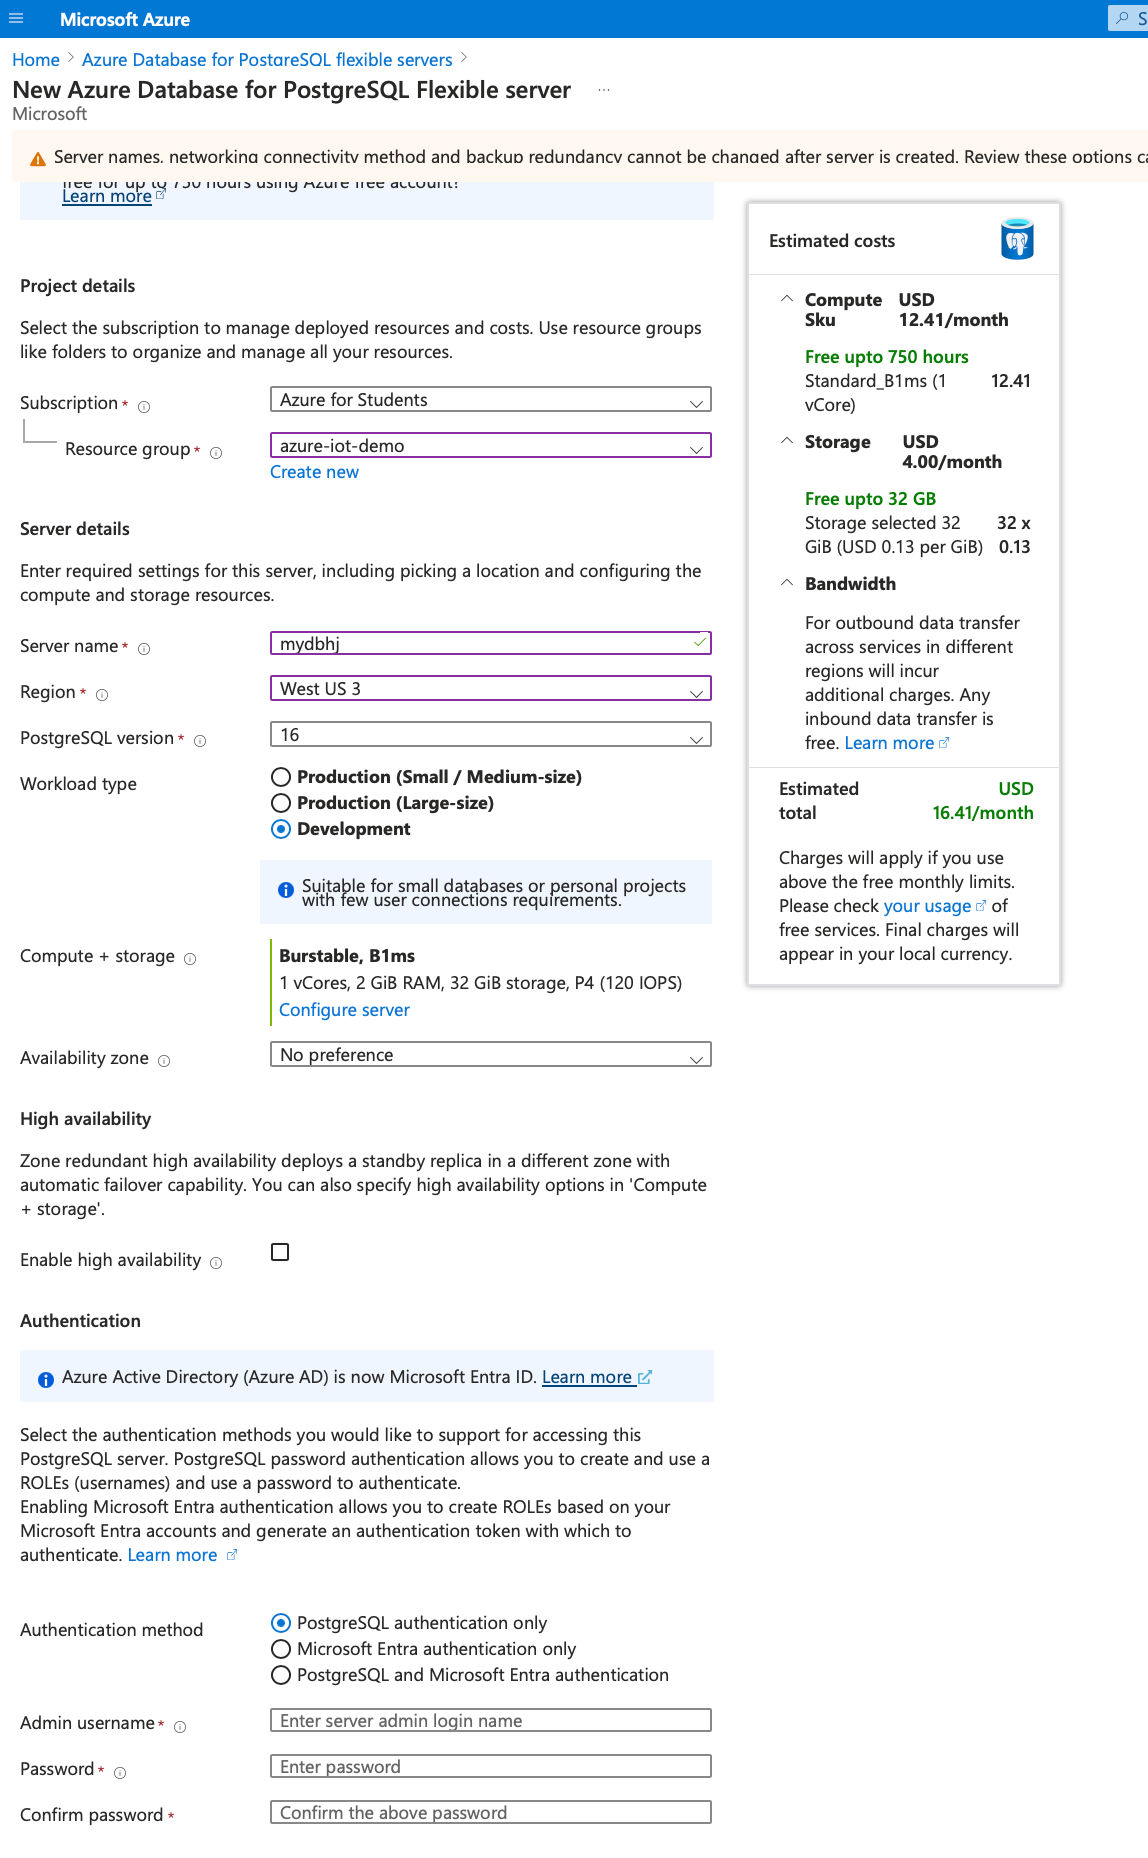 Microsoft Azure
S
Home > Azure Database for PostgreSQL flexible servers >
New Azure Database for PostgreSQL Flexible server ...
Microsoft
Server names, networking connectivity method and backup redundancy cannot be changed after server is created. Review these options ca
free for up to 750 hours using Azure free account!
Learn more
Project details
Select the subscription to manage deployed resources and costs. Use resource groups
like folders to organize and manage all your resources.
Subscription * Azure for Students
Resource group * azure-iot-demo
Create new
Server details
Enter required settings for this server, including picking a location and configuring the
compute and storage resources.
Server name * mydbhj
Region * West US 3
PostgreSQL version * 16
Workload type
Production (Small / Medium-size)
Production (Large-size)
Development
Suitable for small databases or personal projects
with few user connections requirements.
Compute + storage
Burstable, B1ms
1 vCores, 2 GiB RAM, 32 GiB storage, P4 (120 IOPS)
Configure server
Availability zone No preference
High availability
Zone redundant high availability deploys a standby replica in a different zone with
automatic failover capability. You can also specify high availability options in 'Compute
+ storage'.
Enable high availability
Authentication
Azure Active Directory (Azure AD) is now Microsoft Entra ID. Learn more
Select the authentication methods you would like to support for accessing this
PostgreSQL server. PostgreSQL password authentication allows you to create and use a
ROLEs (usernames) and use a password to authenticate.
Enabling Microsoft Entra authentication allows you to create ROLEs based on your
Microsoft Entra accounts and generate an authentication token with which to
authenticate. Learn more
Authentication method
PostgreSQL authentication only
Microsoft Entra authentication only
PostgreSQL and Microsoft Entra authentication
Admin username * Enter server admin login name
Password * Enter password
Confirm password * Confirm the above password
Estimated costs
Compute USD
Sku 12.41/month
Free upto 750 hours
Standard_B1ms (1 12.41
vCore)
Storage USD
4.00/month
Free upto 32 GB
Storage selected 32 32 x
GiB (USD 0.13 per GiB) 0.13
Bandwidth
For outbound data transfer
across services in different
regions will incur
additional charges. Any
inbound data transfer is
free. Learn more
Estimated USD
total 16.41/month
Charges will apply if you use
above the free monthly limits.
Please check your usage of
free services. Final charges will
appear in your local currency.